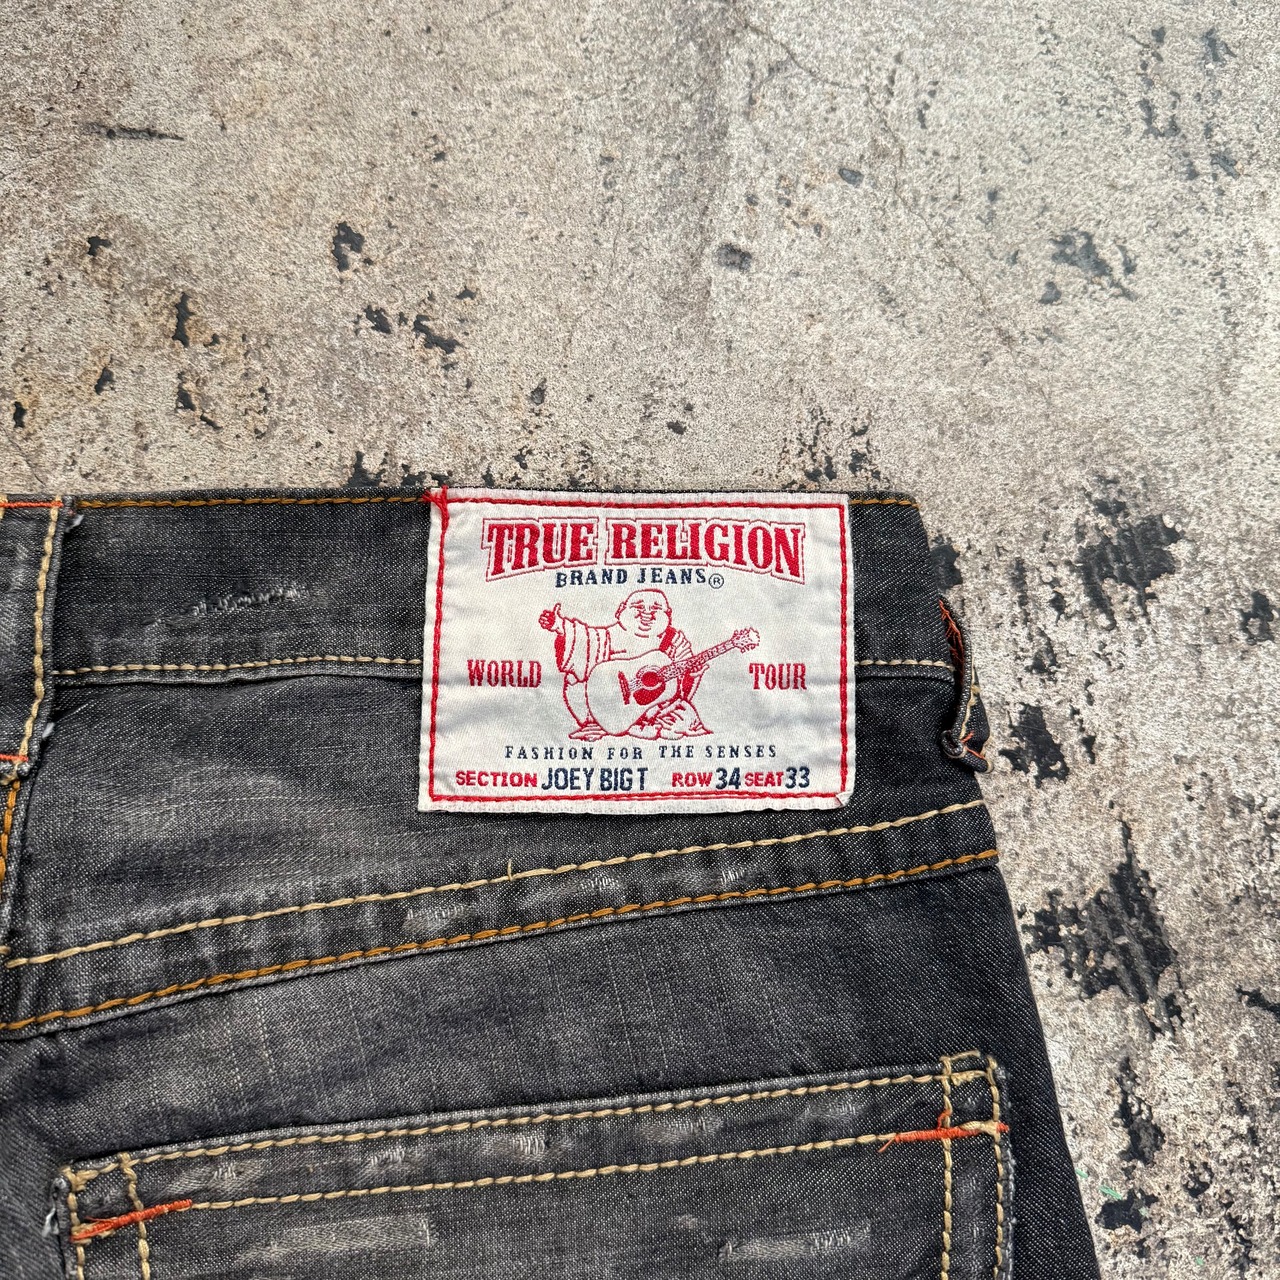 TRUE RELIGION
BRAND JEANS®
WORLD TOUR
FASHION FOR THE SENSES
SECTION JOEY BIG T ROW 34 SEAT 33